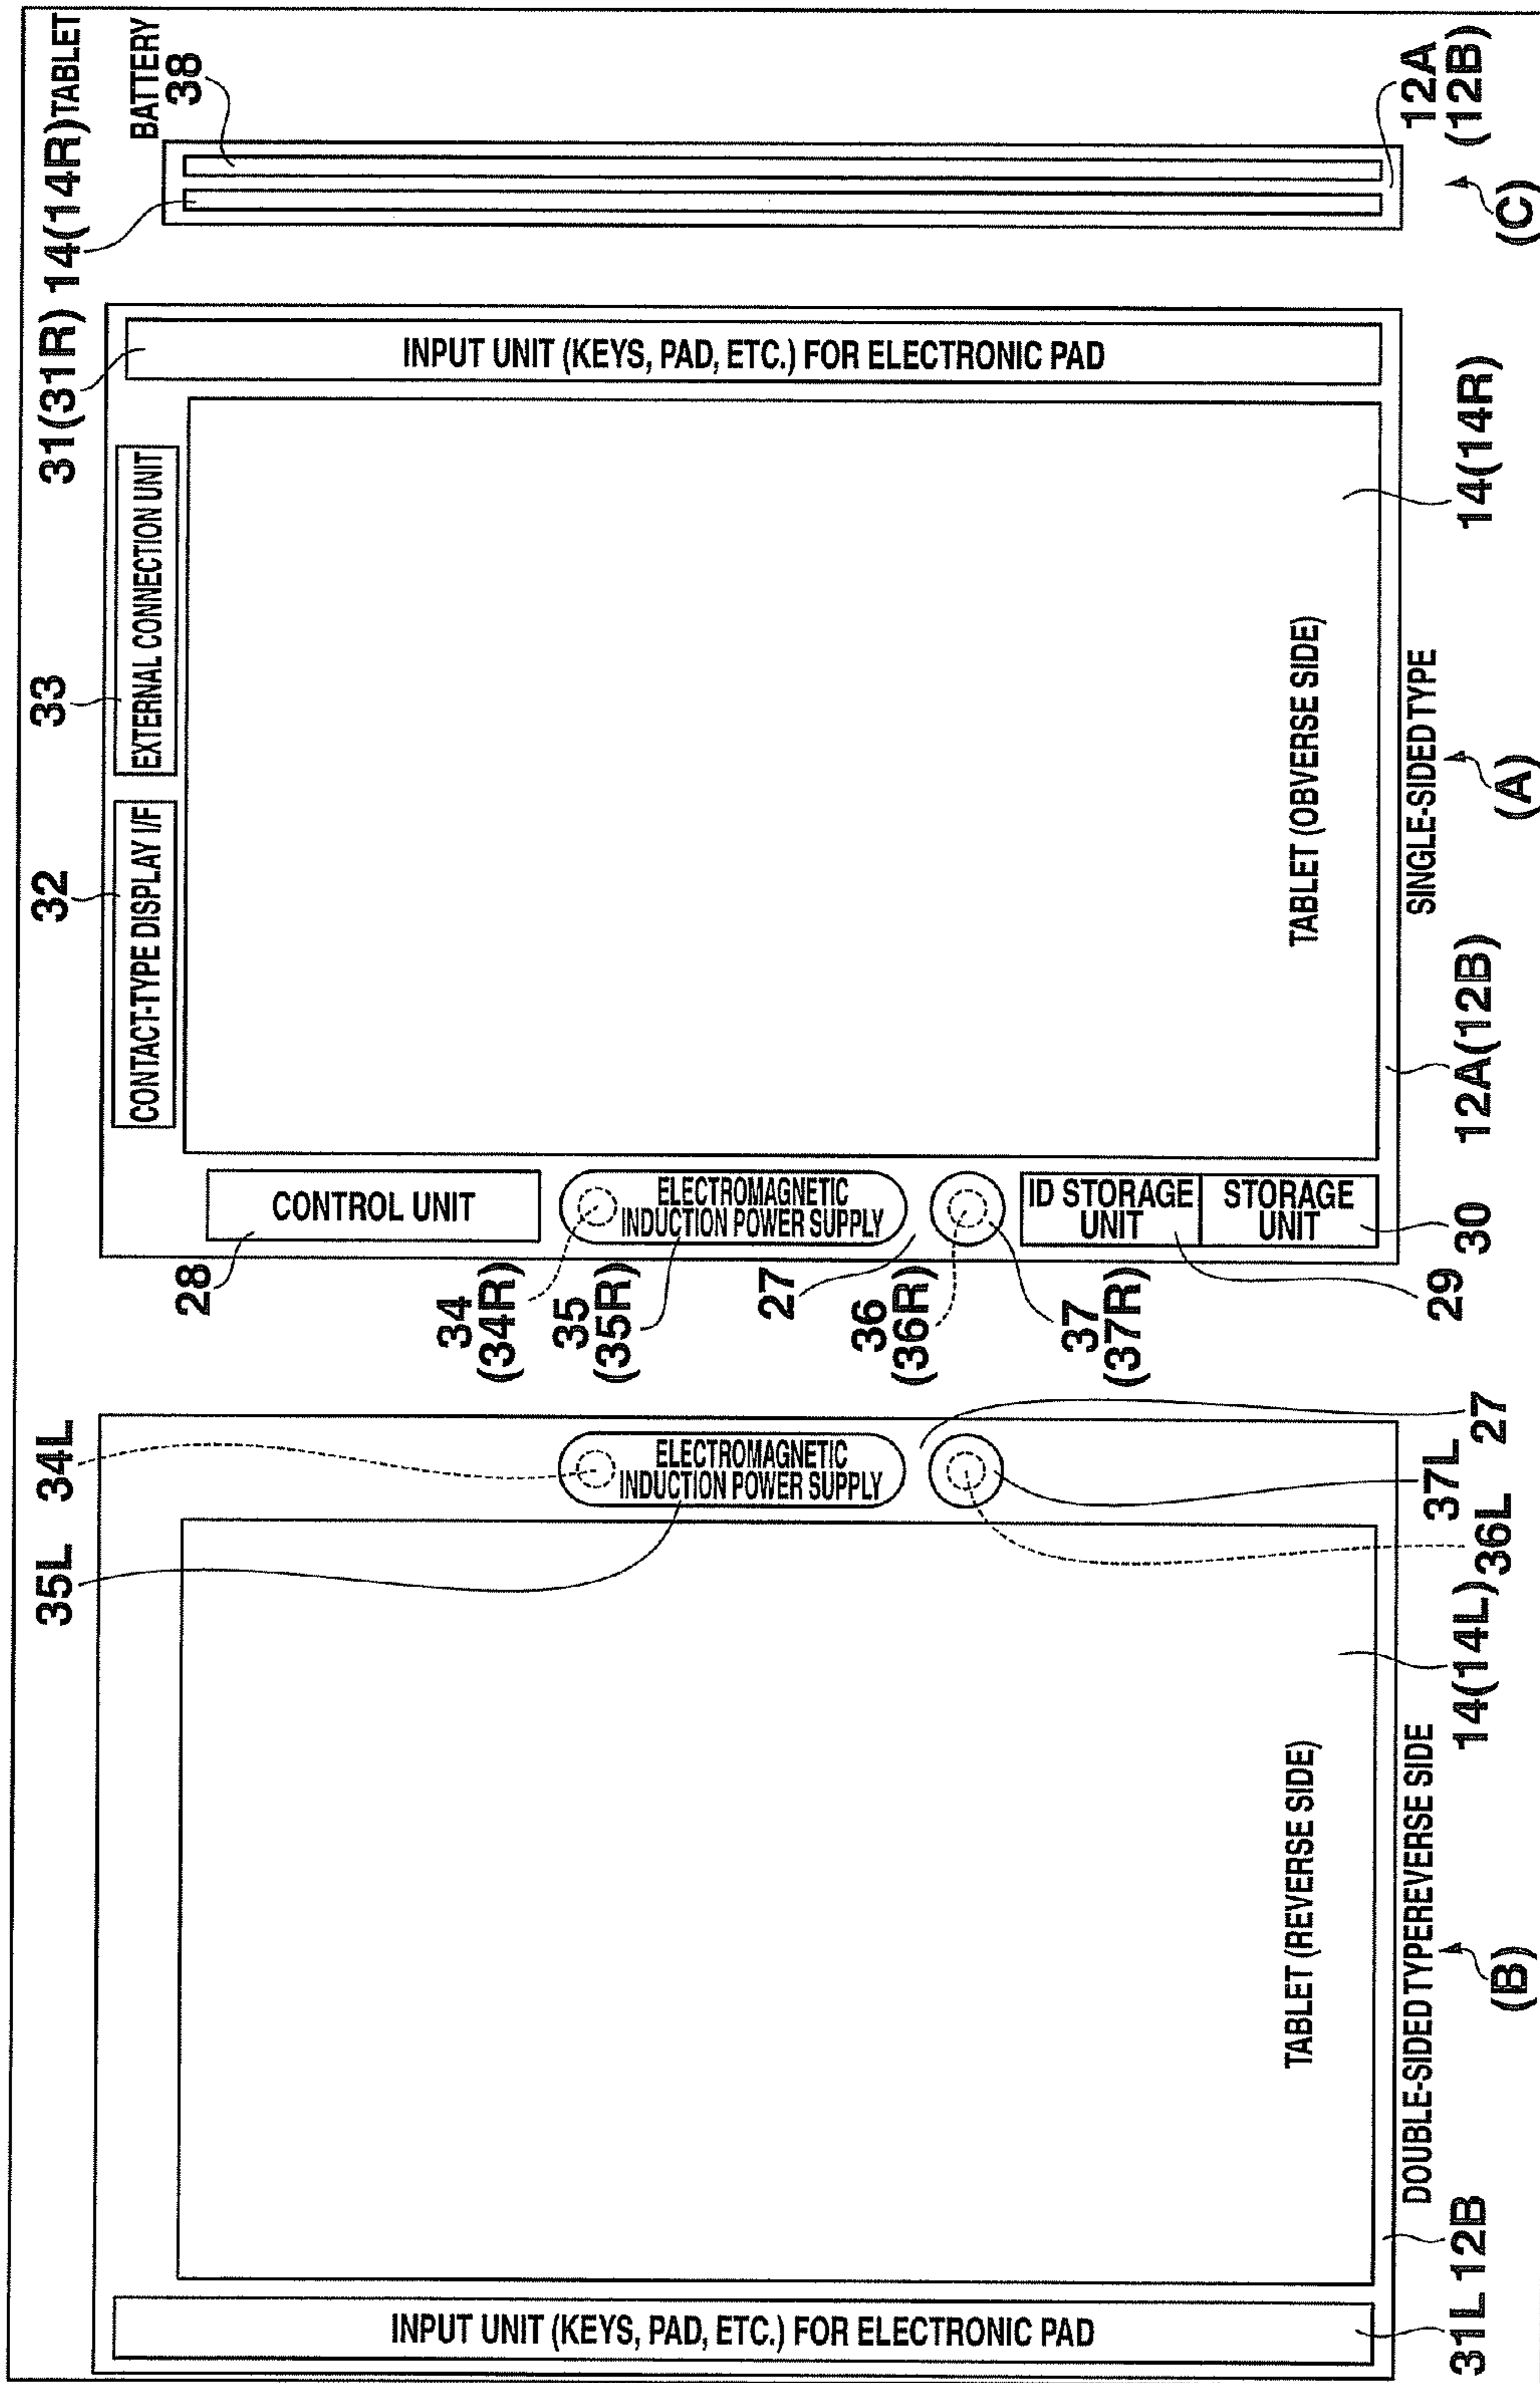 35L
34L
ELECTROMAGNETIC
INDUCTION POWER SUPPLY
INPUT UNIT (KEYS, PAD, ETC.) FOR ELECTRONIC PAD
TABLET (REVERSE SIDE)
31L
12B
DOUBLE-SIDED TYPEREVERSE SIDE
14(14L)
36L
37L
27
(B)
32
33
31(31R)
CONTACT-TYPE DISPLAY I/F
EXTERNAL CONNECTION UNIT
28
CONTROL UNIT
34
(34R)
35
(35R)
ELECTROMAGNETIC
INDUCTION POWER SUPPLY
27
36
(36R)
37
(37R)
ID STORAGE
UNIT
STORAGE
UNIT
29
30
INPUT UNIT (KEYS, PAD, ETC.) FOR ELECTRONIC PAD
TABLET (OBVERSE SIDE)
12A(12B)
SINGLE-SIDED TYPE
14(14R)
(A)
14(14R)TABLET
BATTERY
38
12A
(12B)
(C)